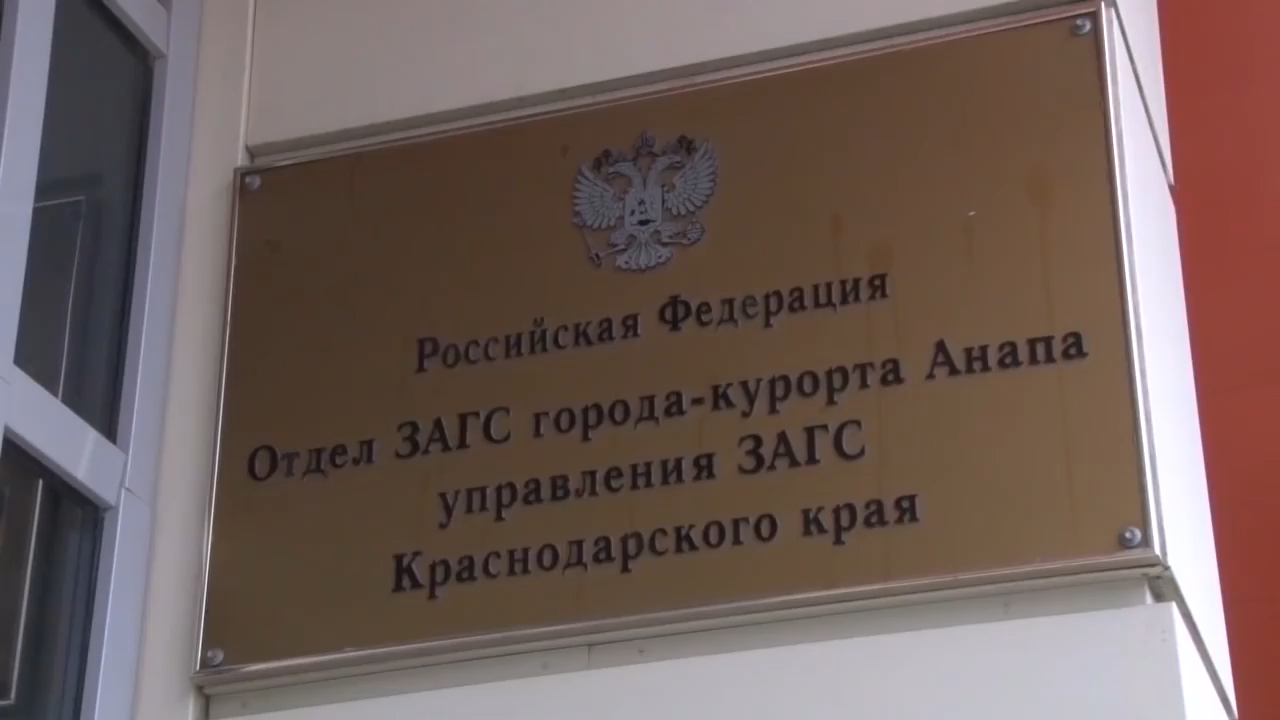 Российская Федерация
Отдел ЗАГС города-курорта Анапа
управления ЗАГС
Краснодарского края